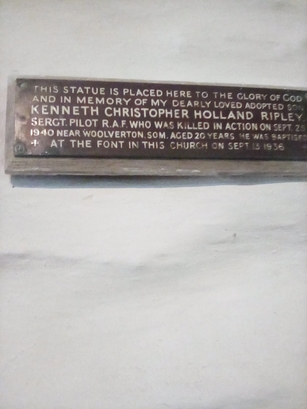 THIS STATUE IS PLACED HERE TO THE GLORY OF GOD
AND IN MEMORY OF MY DEARLY LOVED ADOPTED SON
KENNETH CHRISTOPHER HOLLAND RIPLEY
SERGT. PILOT R.A.F. WHO WAS KILLED IN ACTION ON SEPT.
1940 NEAR WOOLVERTON, SOM. AGED 20 YEARS. HE WAS BAPTISED
+ AT THE FONT IN THIS CHURCH ON SEPT. 13 1936